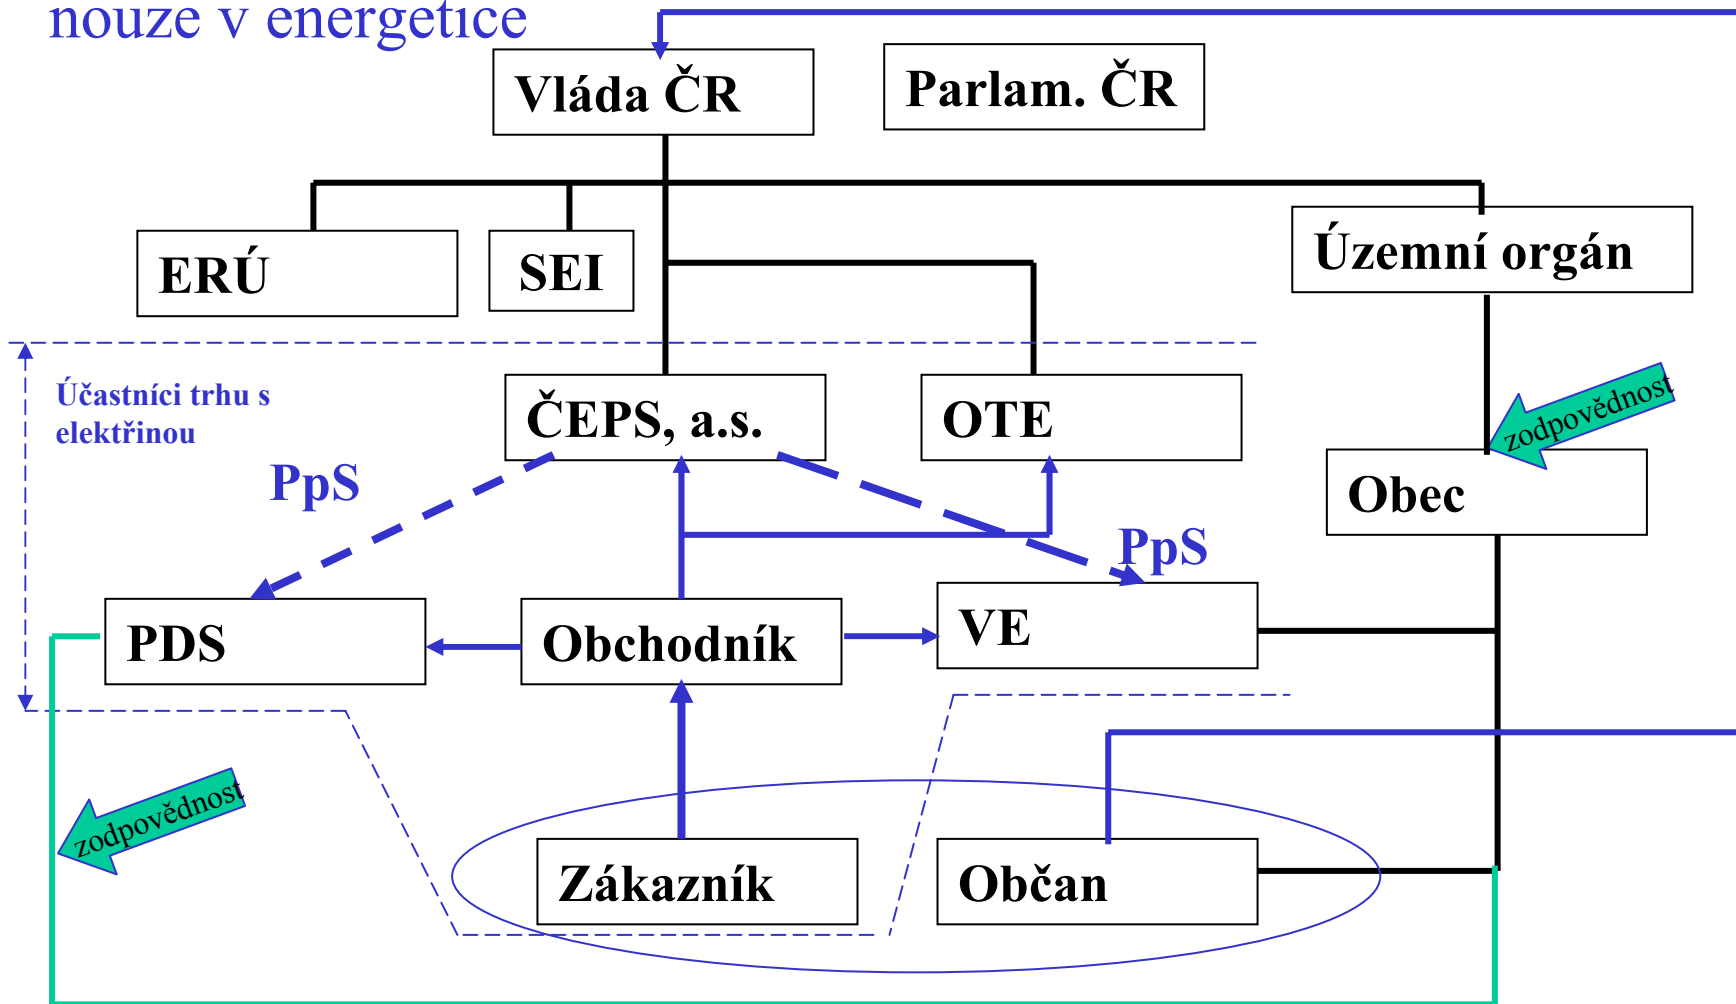 nouze v energetice
Vláda ČR
Parlam. ČR
ERÚ
SEI
Územní orgán
Účastníci trhu s
elektřinou
ČEPS, a.s.
OTE
zodpovědnost
PpS
Obec
PpS
PDS
Obchodník
VE
zodpovědnost
Zákazník
Občan